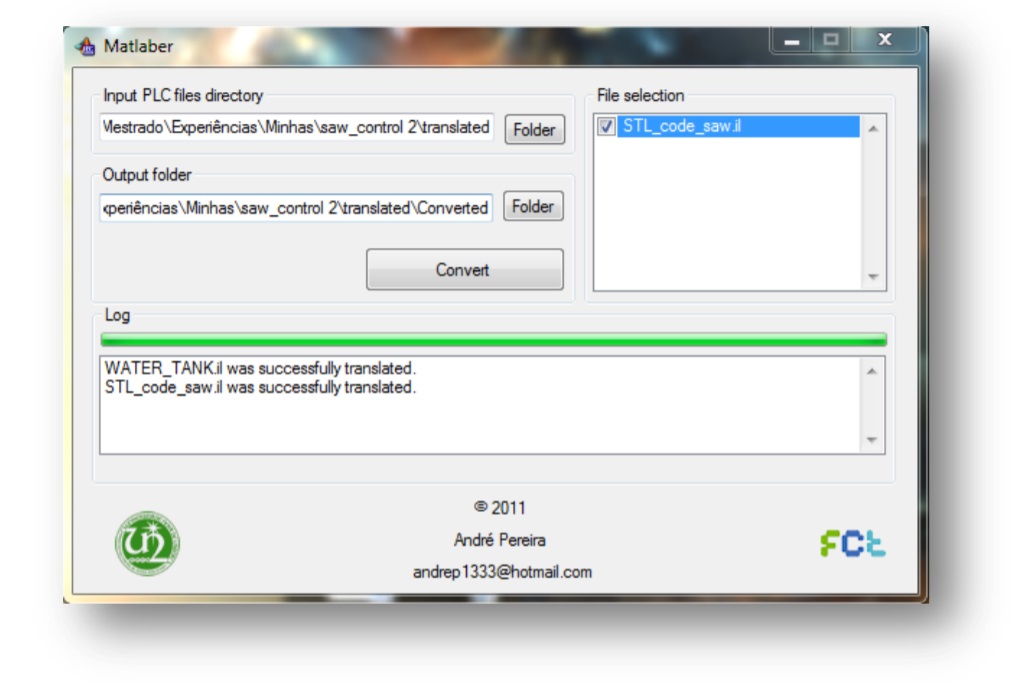 Matlaber
Input PLC files directory
Mestrado\Experiências\Minhas\saw_control 2\translated
Folder
Output folder
periências\Minhas\saw_control 2\translated\Converted
Folder
Convert
File selection
STL_code_saw.il
Log
WATER_TANK.il was successfully translated.
STL_code_saw.il was successfully translated.
© 2011
André Pereira
andrep1333@hotmail.com
FCt